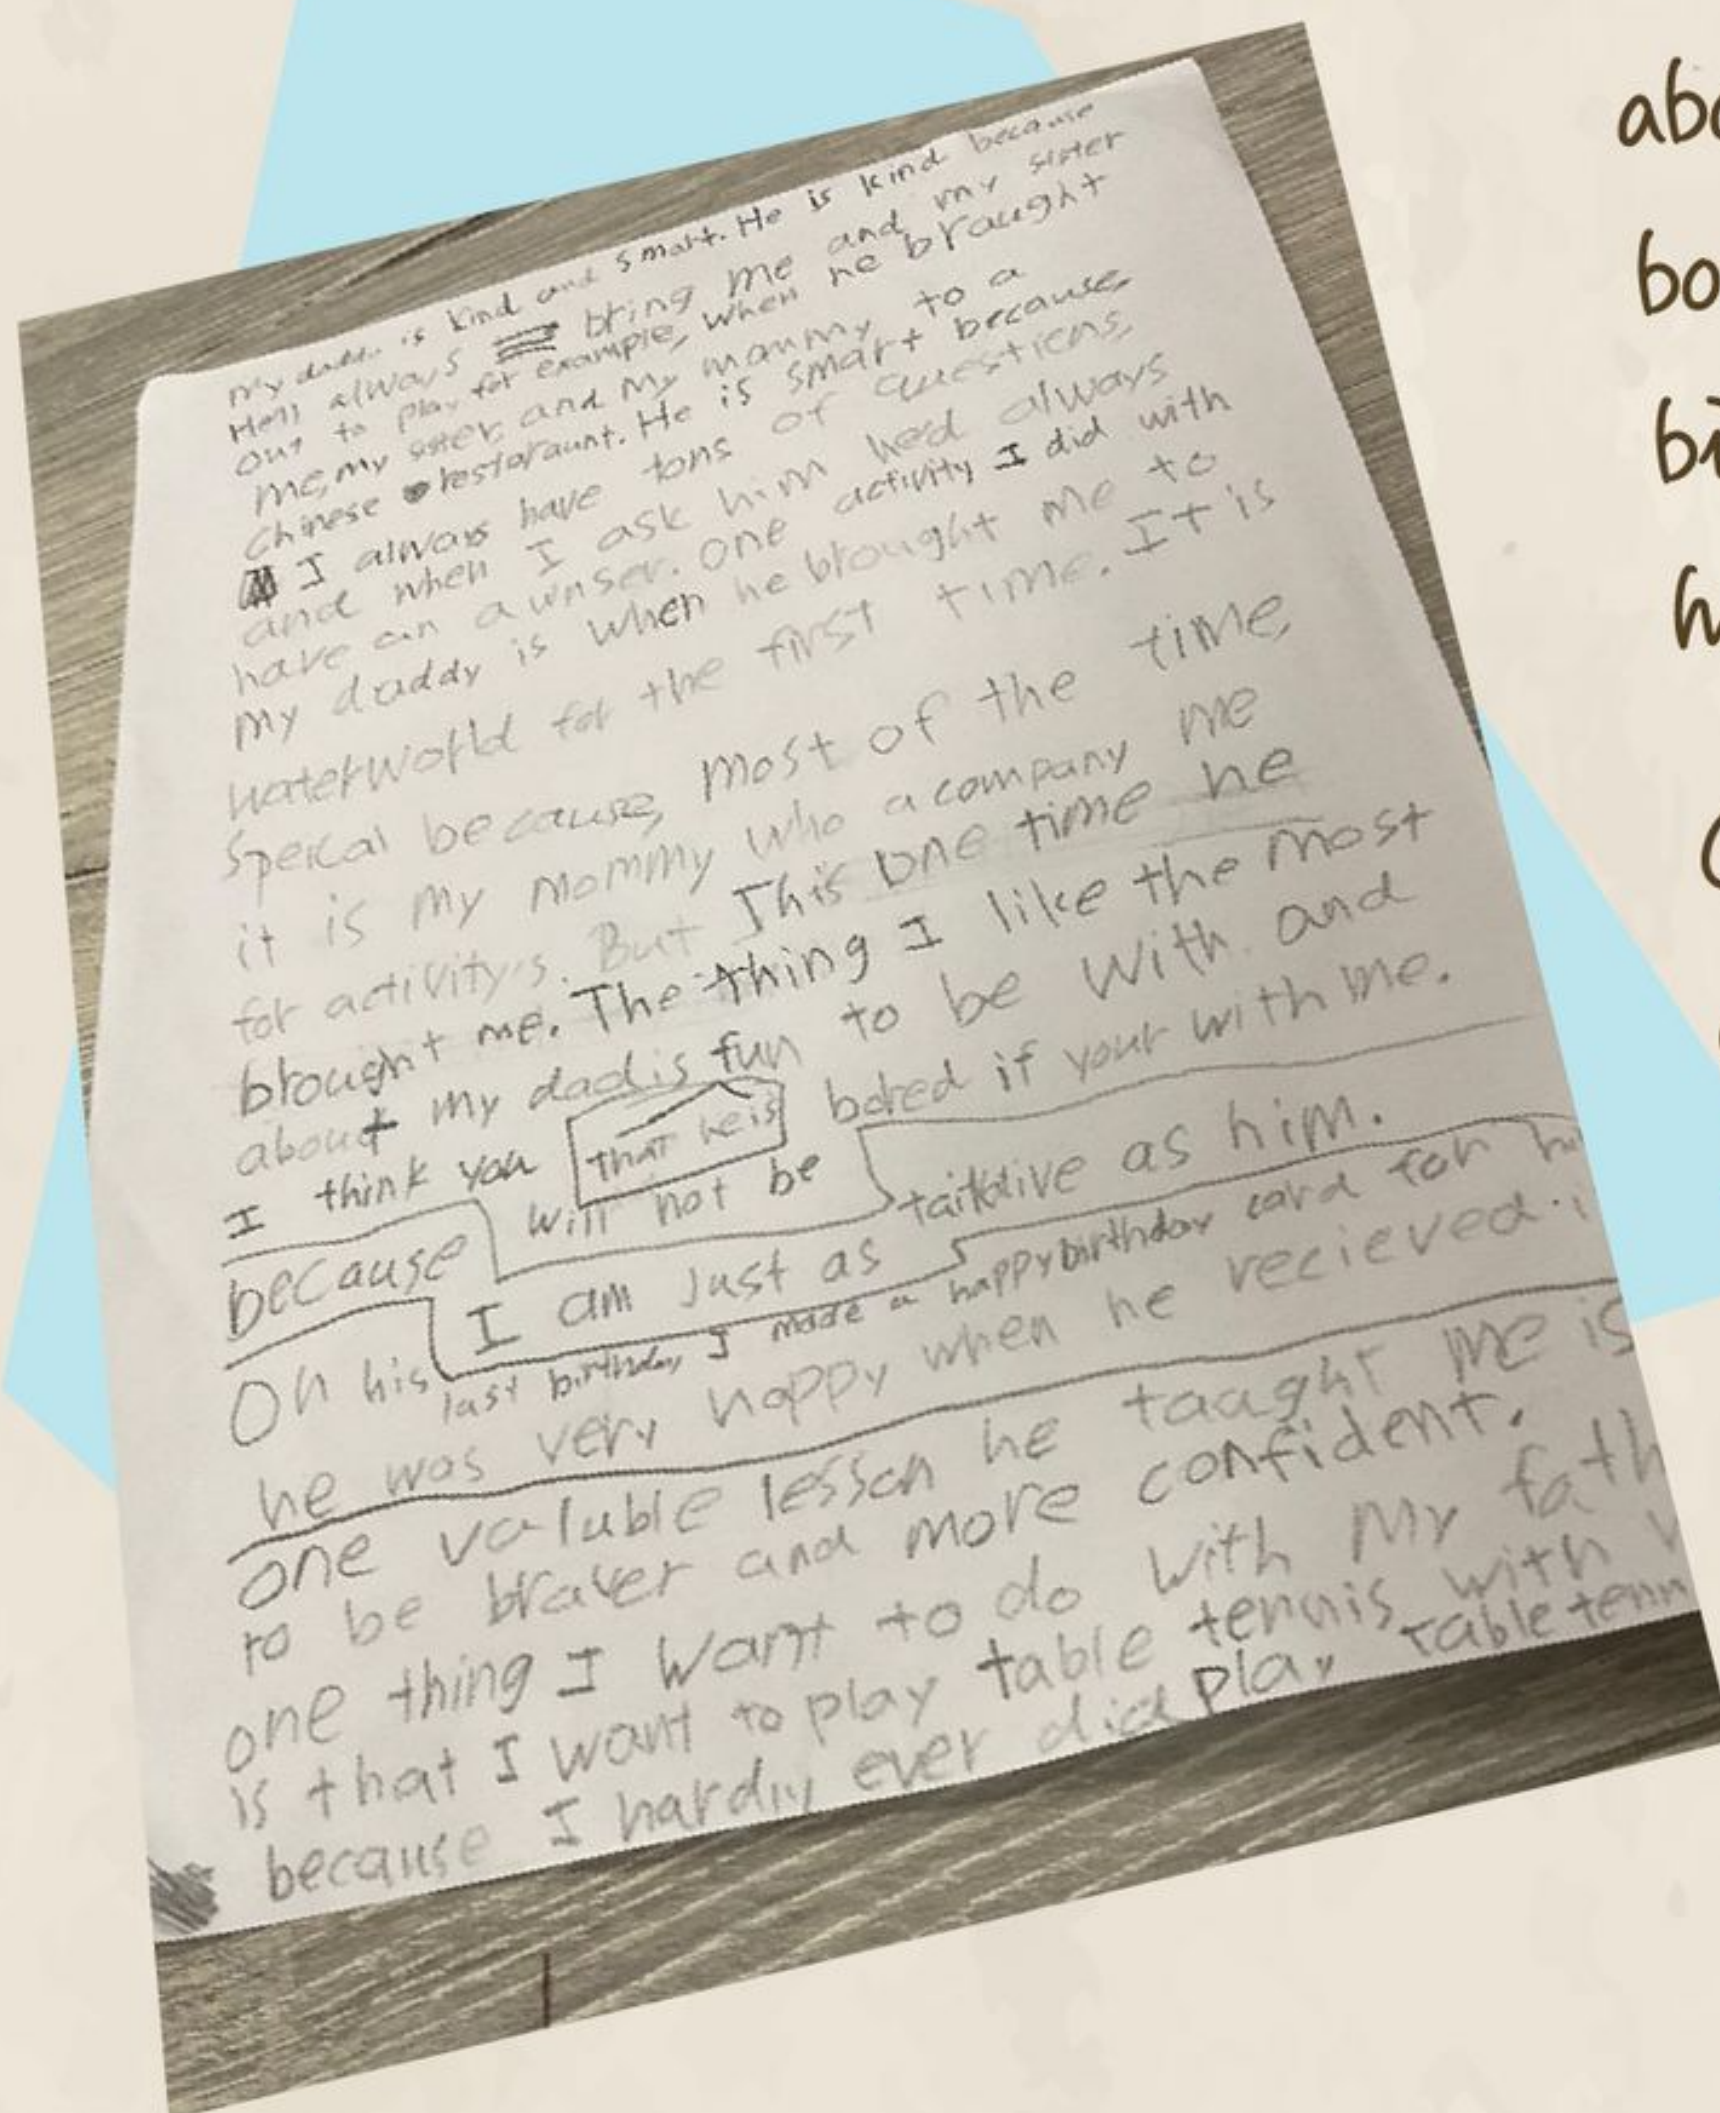 My daddy is kind and smart. He is kind because
He'll always bring me and my sister
out to play for example, when he braught
me, my sister, and my mommy to a
Chinese restaraunt. He is smart because,
I always have tons of questions,
and when I ask him he'd always
have an awnser. One activity I did with
my daddy is when he brought me to
waterworld for the first time. It is
speical because, most of the time,
it is my mommy who acompany me
for activity's. But This one time he
brought me. The thing I like the most
about my dad is fun to be with and
that he is
I think you will not be bored if your with me.
because I am just as talktive as him.
On his last birthday, I made a happy birthday card for
he was very happy when he recieved
one valuble lesson he taught me is
to be braver and more confident.
one thing I want to do with my
is that I want to play table tennis with
because I hardly ever did play table